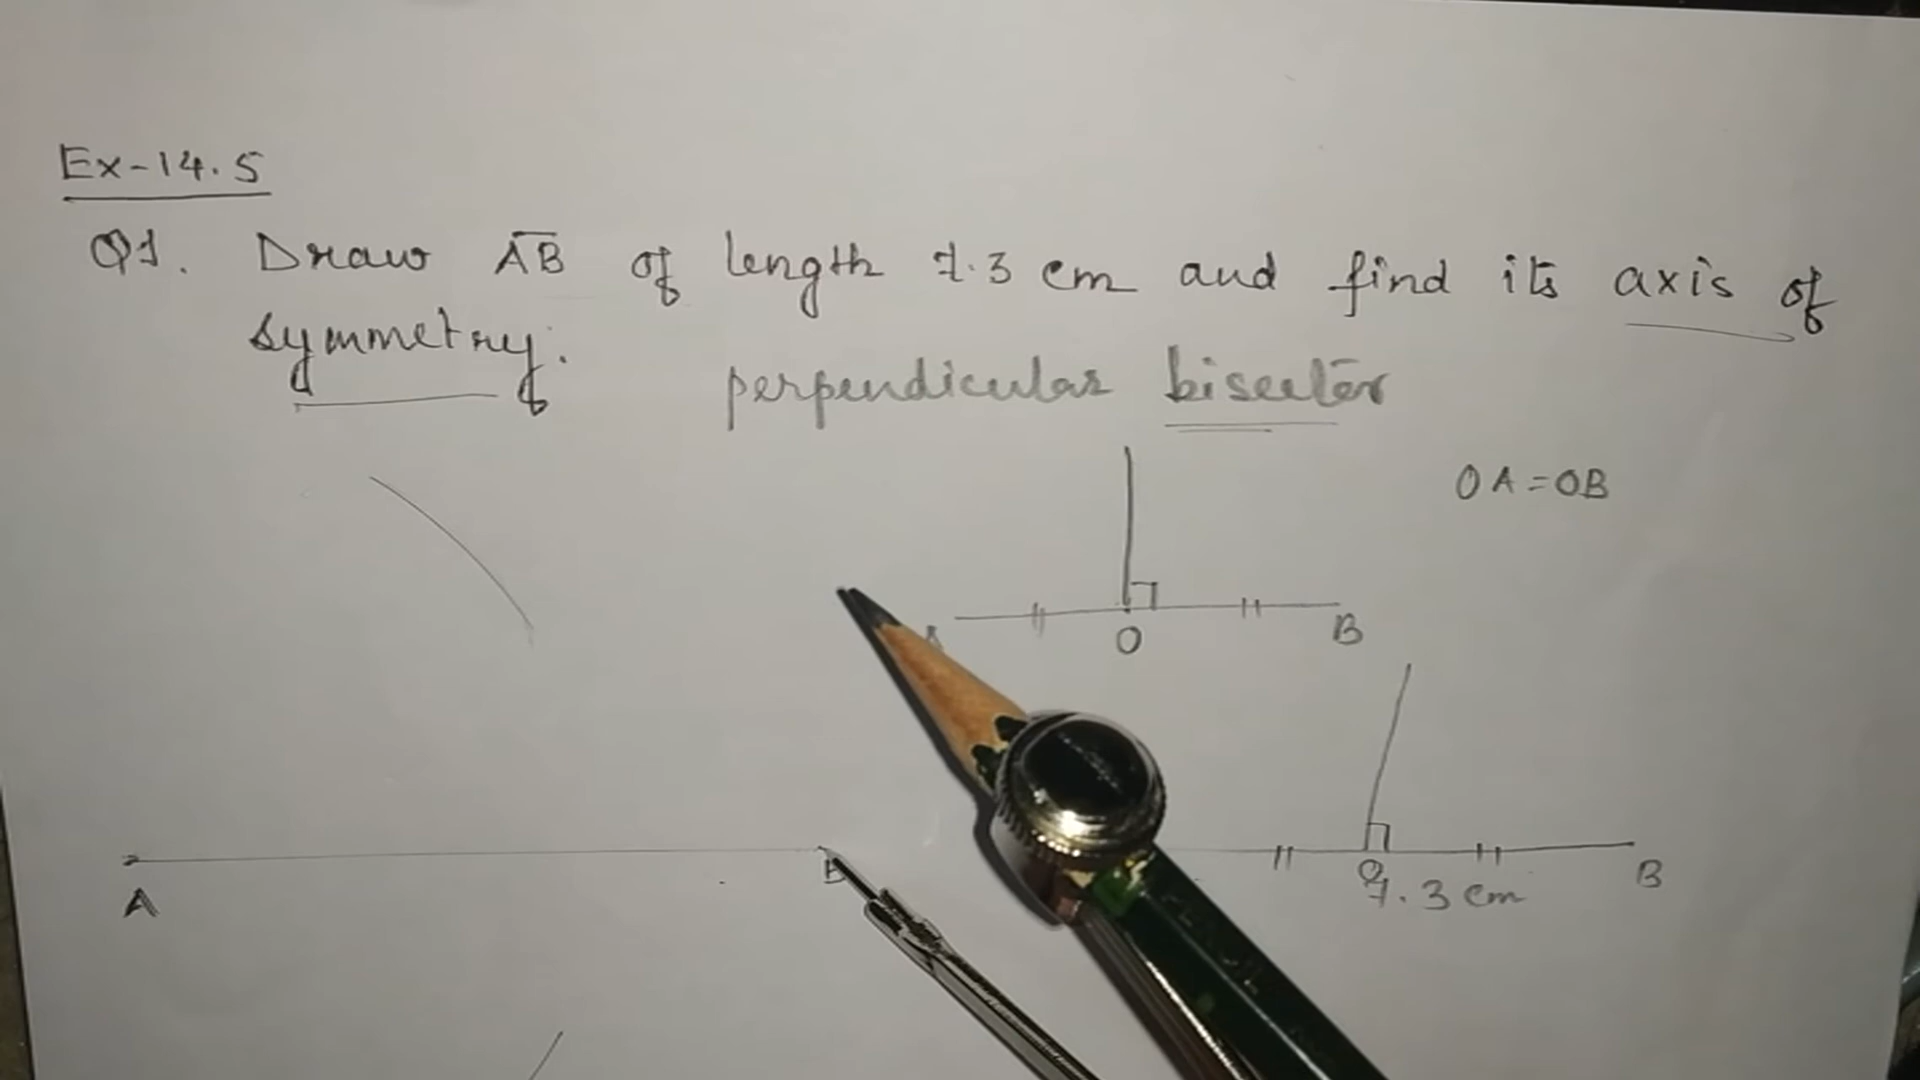 Ex-14.5
Q1. Draw AB of length 7.3 cm and find its axis of
symmetry.
perpendicular bisector
OA=OB
A O B
A B
O B
7.3 cm